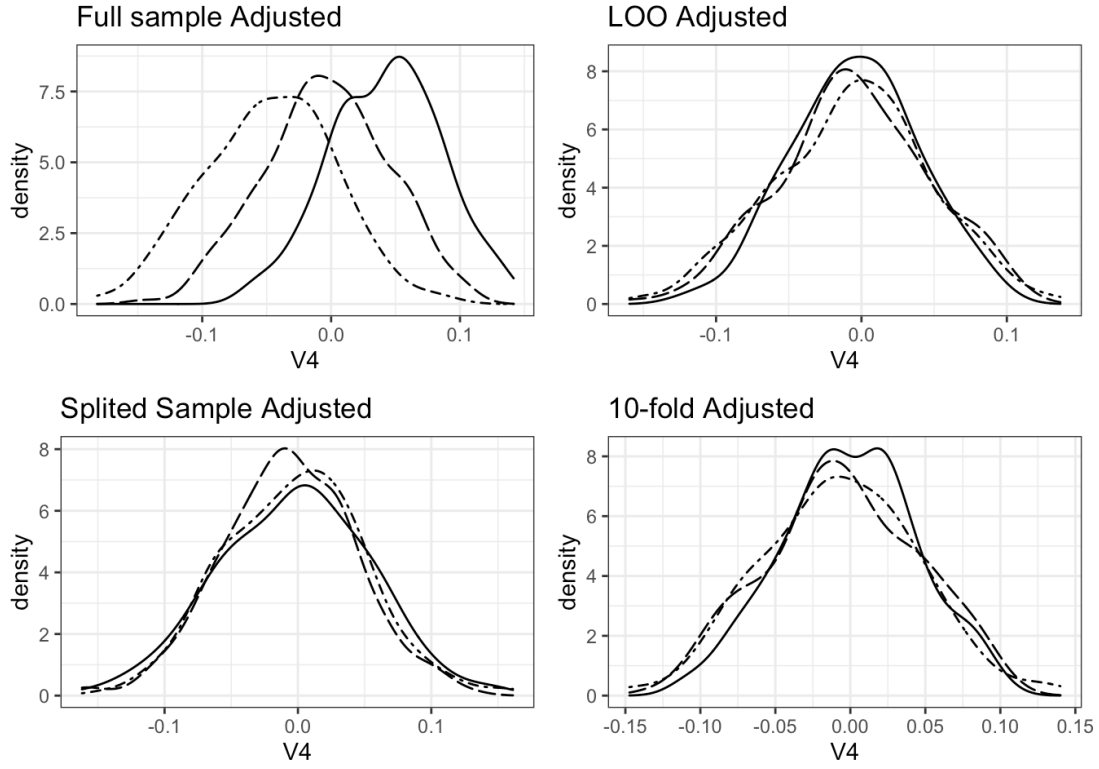 Full sample Adjusted
density
7.5
5.0
2.5
0.0
-0.1
0.0
0.1
V4
LOO Adjusted
density
8
6
4
2
0
-0.1
0.0
0.1
V4
Splited Sample Adjusted
density
8
6
4
2
0
-0.1
0.0
0.1
V4
10-fold Adjusted
density
8
6
4
2
0
-0.15
-0.10
-0.05
0.00
0.05
0.10
0.15
V4